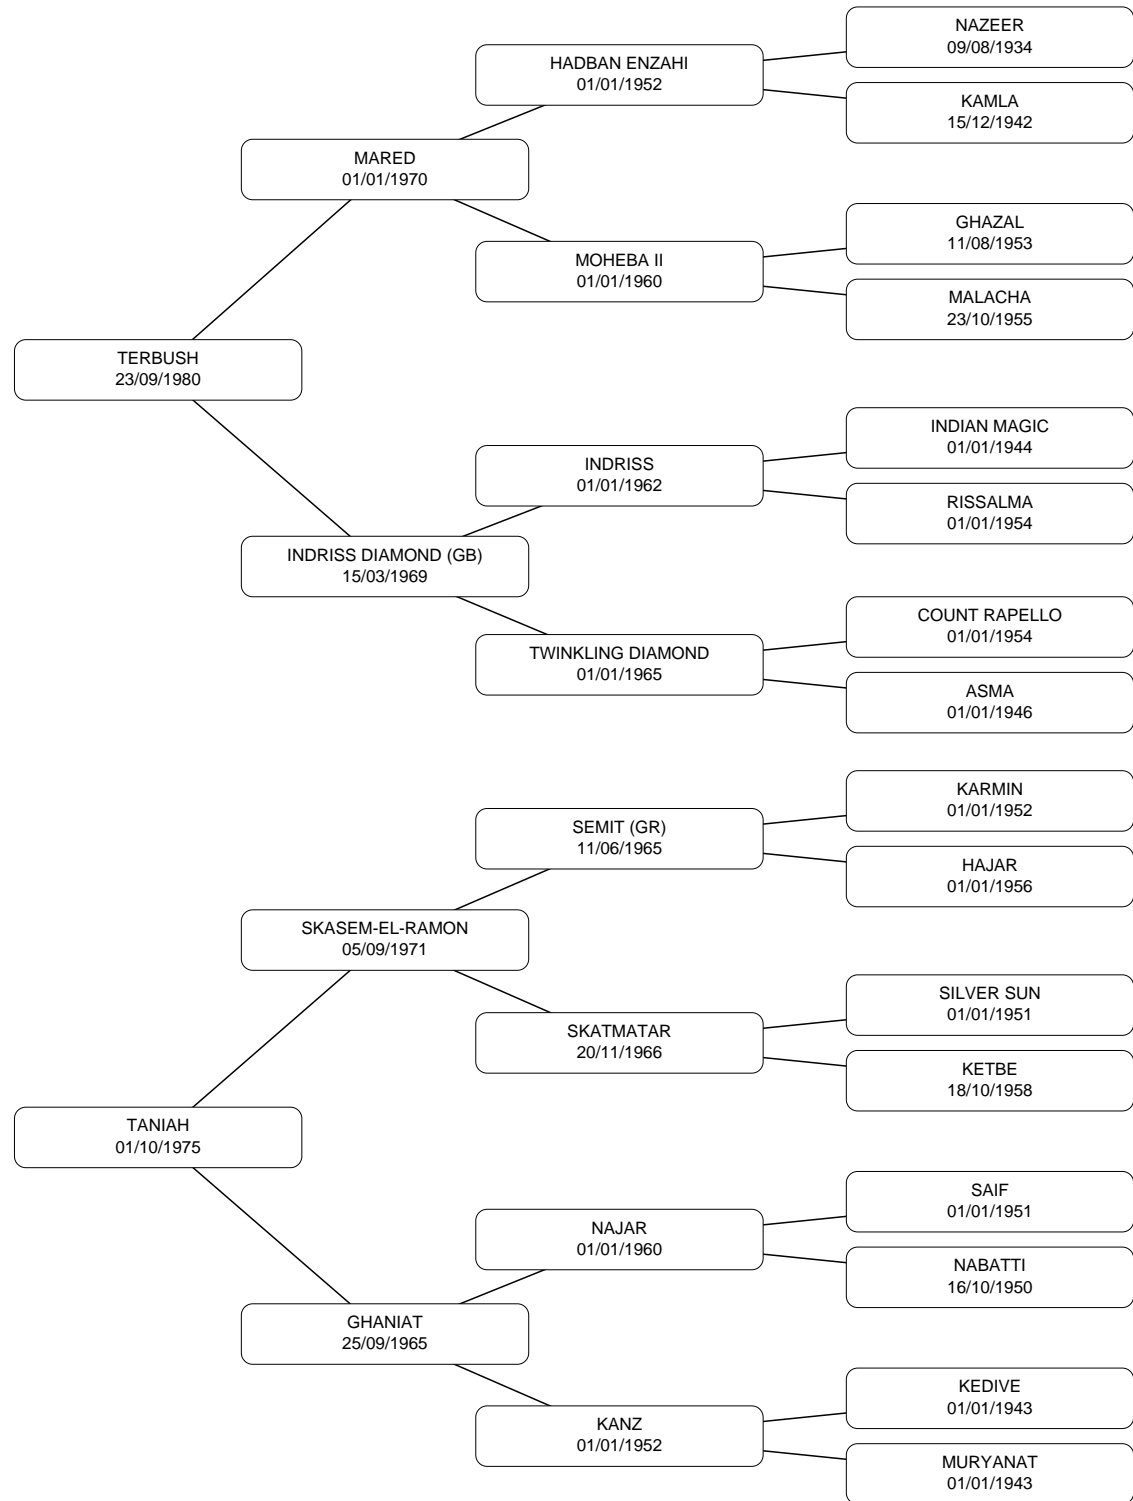 NAZEER
09/08/1934
HADBAN ENZAHI
01/01/1952
KAMLA
15/12/1942
MARED
01/01/1970
GHAZAL
11/08/1953
MOHEBA II
01/01/1960
MALACHA
23/10/1955
TERBUSH
23/09/1980
INDIAN MAGIC
01/01/1944
INDRISS
01/01/1962
RISSALMA
01/01/1954
INDRISS DIAMOND (GB)
15/03/1969
COUNT RAPELLO
01/01/1954
TWINKLING DIAMOND
01/01/1965
ASMA
01/01/1946
KARMIN
01/01/1952
SEMIT (GR)
11/06/1965
HAJAR
01/01/1956
SKASEM-EL-RAMON
05/09/1971
SILVER SUN
01/01/1951
SKATMATAR
20/11/1966
KETBE
18/10/1958
TANIAH
01/10/1975
SAIF
01/01/1951
NAJAR
01/01/1960
NABATTI
16/10/1950
GHANIAT
25/09/1965
KEDIVE
01/01/1943
KANZ
01/01/1952
MURYANAT
01/01/1943